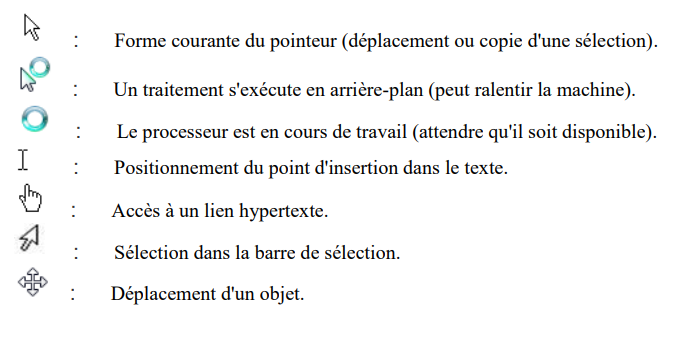 : Forme courante du pointeur (déplacement ou copie d'une sélection).
: Un traitement s'exécute en arrière-plan (peut ralentir la machine).
: Le processeur est en cours de travail (attendre qu'il soit disponible).
: Positionnement du point d'insertion dans le texte.
: Accès à un lien hypertexte.
: Sélection dans la barre de sélection.
: Déplacement d'un objet.